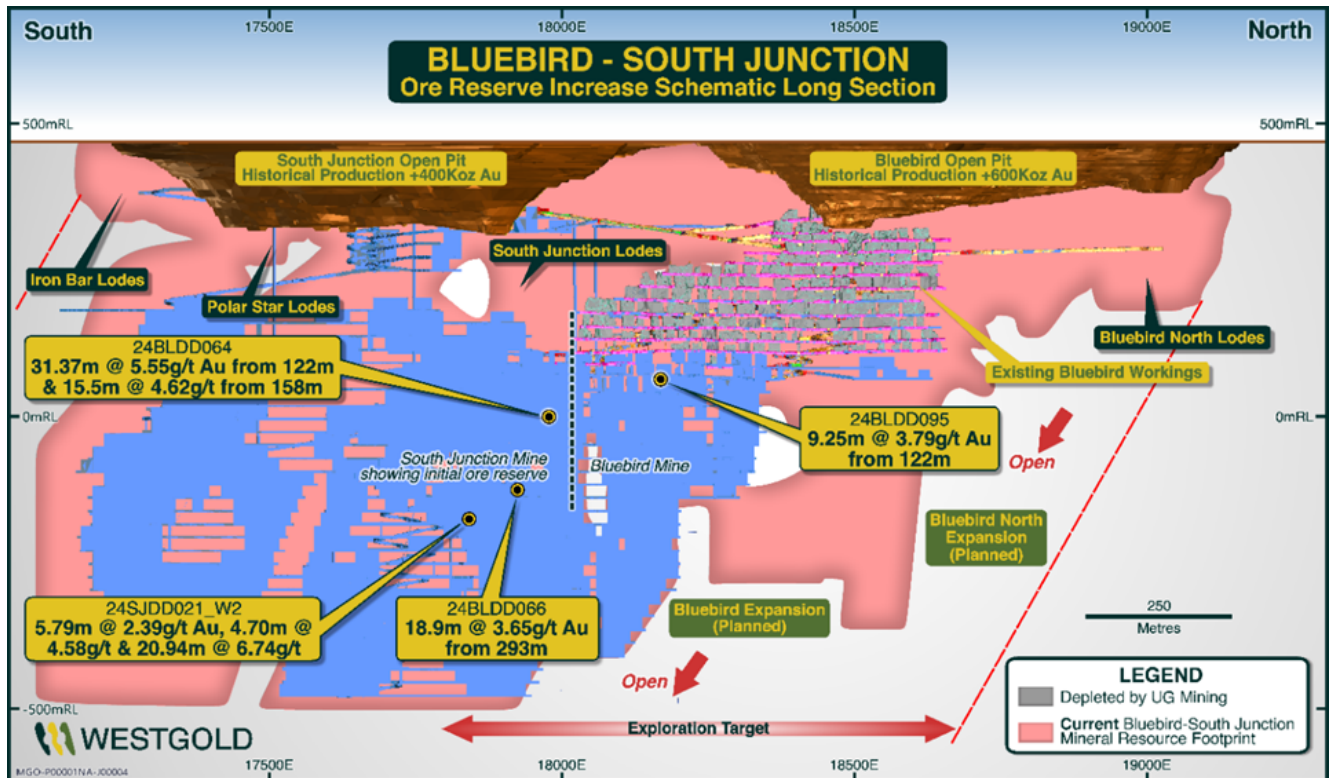 South
17500E
18000E
18500E
19000E
North
BLUEBIRD - SOUTH JUNCTION
Ore Reserve Increase Schematic Long Section
500mRL
500mRL
South Junction Open Pit
Historical Production +400Koz Au
Bluebird Open Pit
Historical Production +600Koz Au
South Junction Lodes
Iron Bar Lodes
Polar Star Lodes
Bluebird North Lodes
Existing Bluebird Workings
24BLDD064
31.37m @ 5.55g/t Au from 122m
& 15.5m @ 4.62g/t from 158m
0mRL
0mRL
24BLDD095
9.25m @ 3.79g/t Au
from 122m
Open
South Junction Mine
showing initial ore reserve
Bluebird Mine
Bluebird North
Expansion
(Planned)
24SJDD021_W2
5.79m @ 2.39g/t Au, 4.70m @
4.58g/t & 20.94m @ 6.74g/t
24BLDD066
18.9m @ 3.65g/t Au
from 293m
Bluebird Expansion
(Planned)
250
Metres
Open
LEGEND
Depleted by UG Mining
Current Bluebird-South Junction
Mineral Resource Footprint
-500mRL
Exploration Target
WESTGOLD
MGO-P00001NA-J00004
17500E
18000E
18500E
19000E